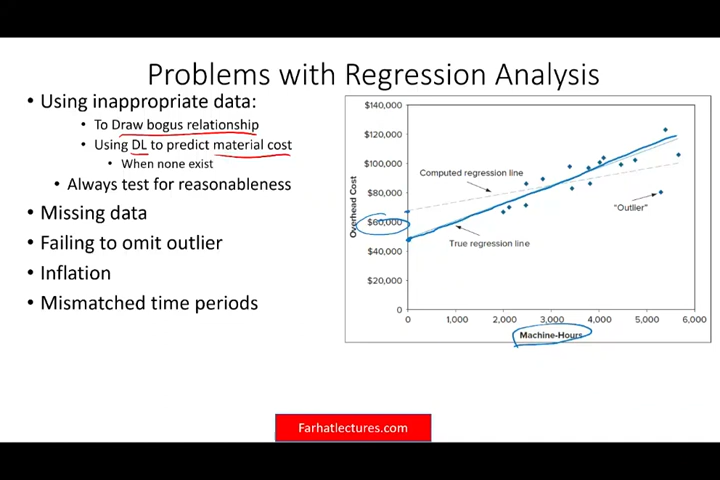 Problems with Regression Analysis
• Using inappropriate data:
• To Draw bogus relationship
• Using DL to predict material cost
• When none exist
• Always test for reasonableness
• Missing data
• Failing to omit outlier
• Inflation
• Mismatched time periods
Overhead Cost
$140,000
$120,000
$100,000
$80,000
$60,000
$40,000
$20,000
0
Computed regression line
"Outlier"
True regression line
0 1,000 2,000 3,000 4,000 5,000 6,000
Machine-Hours
Farhatlectures.com